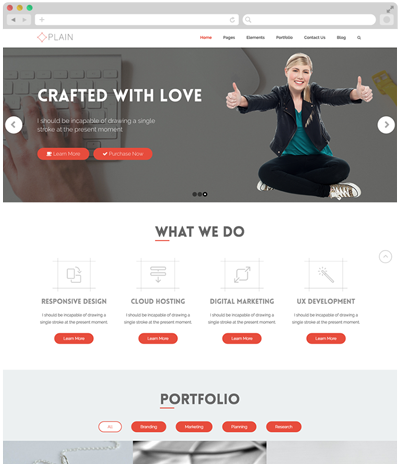 PLAIN
Home Pages Elements Portfolio Contact Us Blog
CRAFTED WITH LOVE
I should be incapable of drawing a single
stroke at the present moment
Learn More Purchase Now
WHAT WE DO
RESPONSIVE DESIGN CLOUD HOSTING DIGITAL MARKETING UX DEVELOPMENT
I should be incapable of drawing a I should be incapable of drawing a I should be incapable of drawing a I should be incapable of drawing a
single stroke at the present moment. single stroke at the present moment. single stroke at the present moment. single stroke at the present moment.
Learn More Learn More Learn More Learn More
PORTFOLIO
All Branding Marketing Planning Research